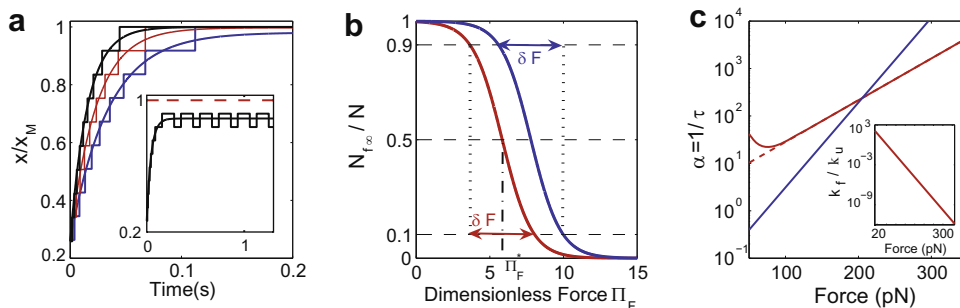 a
x/x_M
1
0.8
0.6
0.4
0.2
0
0.1
0.2
Time(s)
1
0.2
0
1
b
N_f∞ / N
1
0.9
0.5
0.1
0
0
5
10
15
δ F
δ F
Π*_F
Dimensionless Force Π_F
c
α=1/τ
10^4
10^3
10^2
10^1
10^0
10^-1
100
200
300
Force (pN)
k_f / k_u
10^3
10^-3
10^-9
20
300
Force (pN)